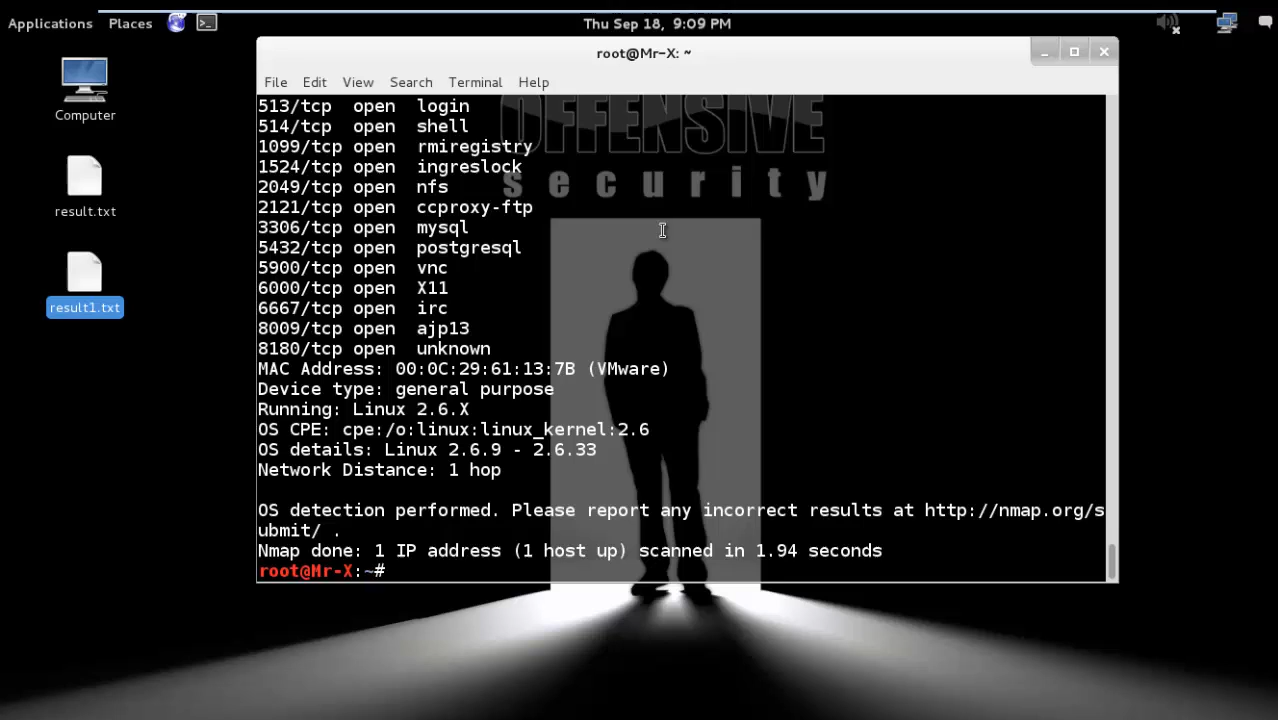 Applications Places Thu Sep 18, 9:09 PM
root@Mr-X: ~
File Edit View Search Terminal Help
Computer
result.txt
result1.txt
OFFENSIVE
security
513/tcp open login
514/tcp open shell
1099/tcp open rmiregistry
1524/tcp open ingreslock
2049/tcp open nfs
2121/tcp open ccproxy-ftp
3306/tcp open mysql
5432/tcp open postgresql
5900/tcp open vnc
6000/tcp open X11
6667/tcp open irc
8009/tcp open ajp13
8180/tcp open unknown
MAC Address: 00:0C:29:61:13:7B (VMware)
Device type: general purpose
Running: Linux 2.6.X
OS CPE: cpe:/o:linux:linux_kernel:2.6
OS details: Linux 2.6.9 - 2.6.33
Network Distance: 1 hop
OS detection performed. Please report any incorrect results at http://nmap.org/s
ubmit/ .
Nmap done: 1 IP address (1 host up) scanned in 1.94 seconds
root@Mr-X:~#